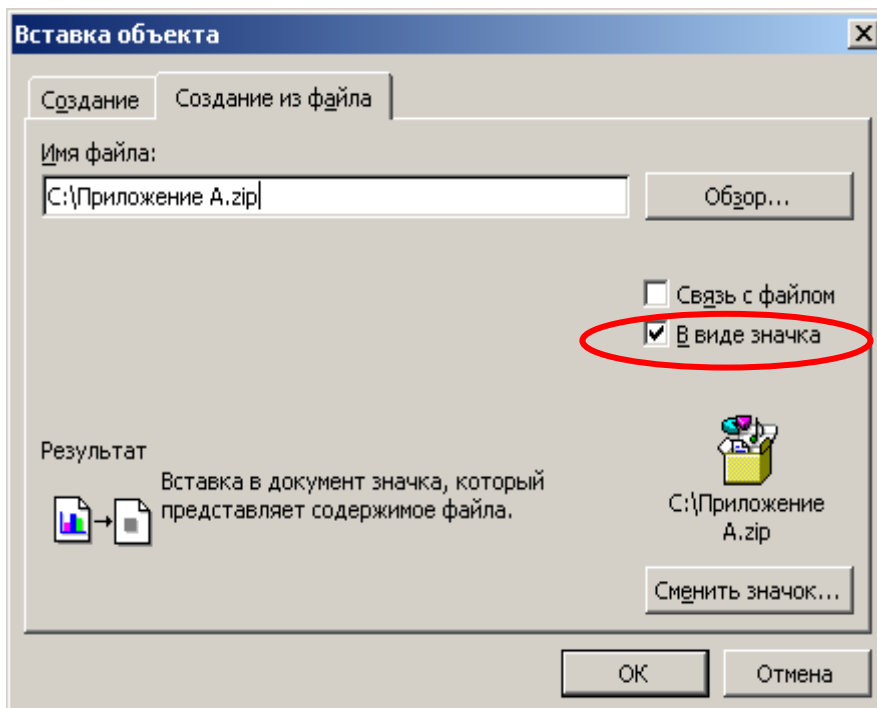 Вставка объекта
Создание
Создание из файла
Имя файла:
C:\Приложение A.zip
Обзор...
Связь с файлом
В виде значка
Результат
Вставка в документ значка, который
представляет содержимое файла.
C:\Приложение
A.zip
Сменить значок...
OK
Отмена